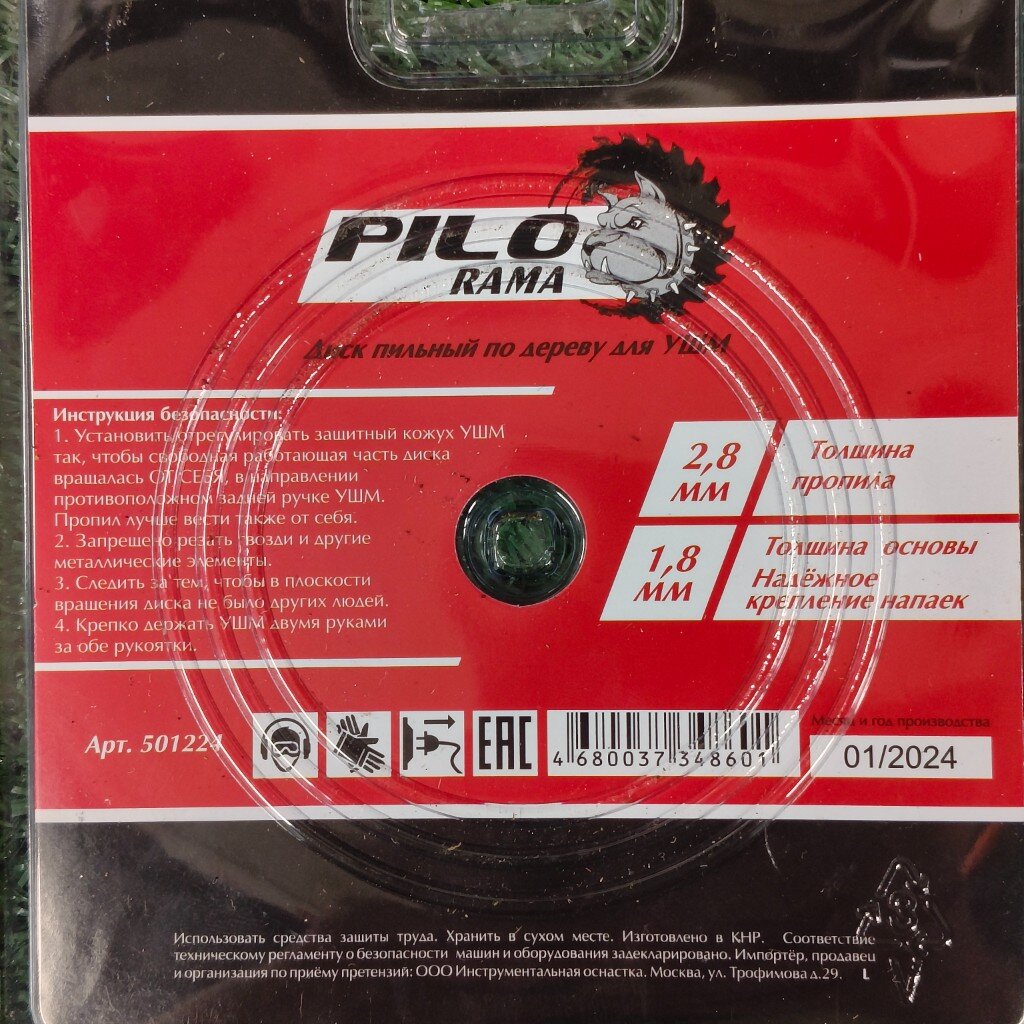 PILO
RAMA
Диск пильный по дереву для УШМ
Инструкция безопасности:
1. Установить отрегулировать защитный кожух УШМ
так, чтобы свободная работающая часть диска
вращалась ОТ СЕБЯ, в направлении
противоположном задней ручке УШМ.
Пропил лучше вести также от себя.
2. Запрещено резать гвозди и другие
металлические элементы.
3. Следить за тем, чтобы в плоскости
вращения диска не было других людей.
4. Крепко держать УШМ двумя руками
за обе рукоятки.
2,8
мм
Толщина
пропила
1,8
мм
Толщина основы
Надёжное
крепление напаек
Арт. 501224
EAC
4 680037 348601
Месяц и год производства
01/2024
Использовать средства защиты труда. Хранить в сухом месте. Изготовлено в КНР. Соответствие
техническому регламенту о безопасности машин и оборудования задекларировано. Импортёр, продавец
и организация по приёму претензий: ООО Инструментальная оснастка. Москва, ул. Трофимова д.29. L